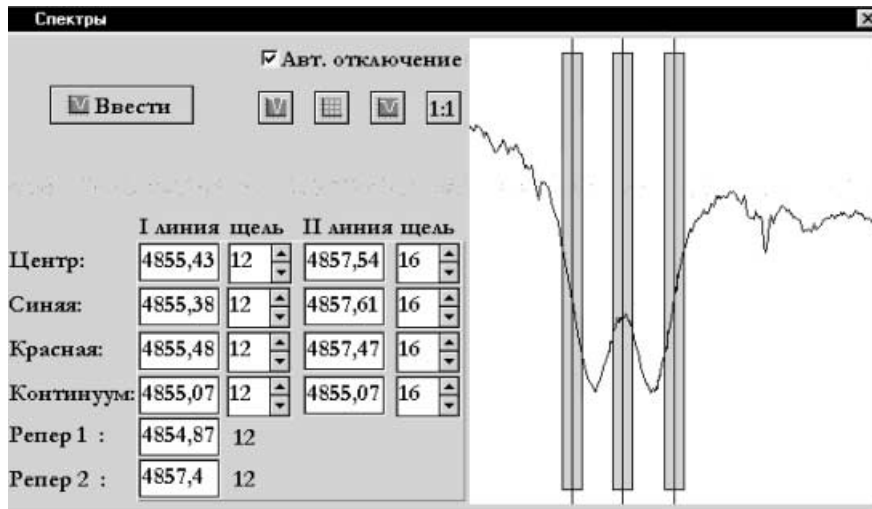 Спектры
Авт. отключение
Ввести
1:1
I линия щель II линия щель
Центр: 4855,43 12 4857,54 16
Синяя: 4855,38 12 4857,61 16
Красная: 4855,48 12 4857,47 16
Континуум: 4855,07 12 4855,07 16
Репер 1 : 4854,87 12
Репер 2 : 4857,4 12